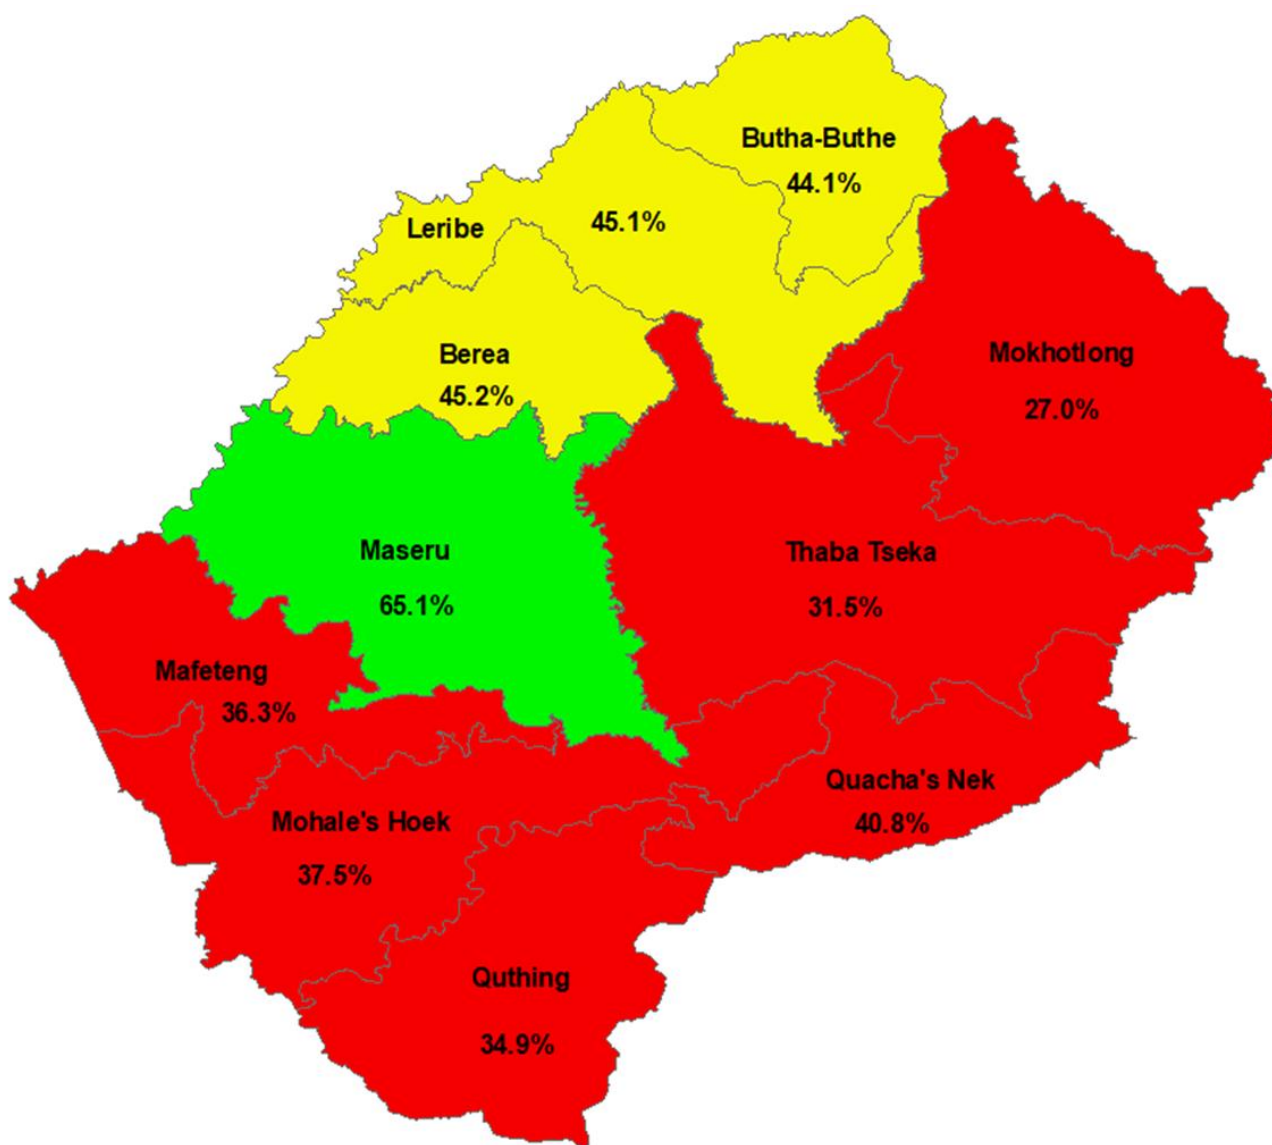 Butha-Buthe
44.1%
Leribe
45.1%
Berea
45.2%
Mokhotlong
27.0%
Maseru
65.1%
Thaba Tseka
31.5%
Mafeteng
36.3%
Quacha's Nek
40.8%
Mohale's Hoek
37.5%
Quthing
34.9%